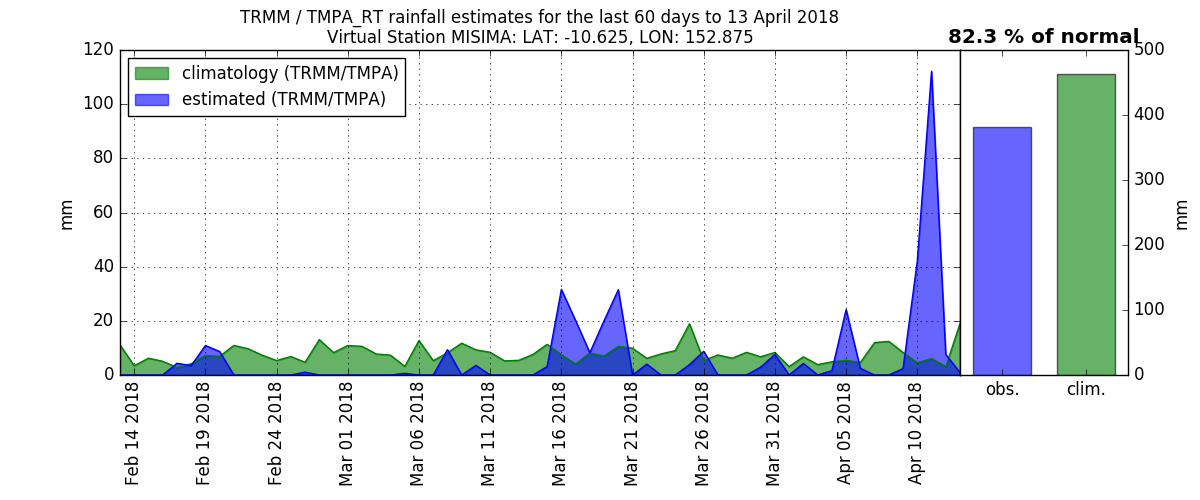 TRMM / TMPA_RT rainfall estimates for the last 60 days to 13 April 2018
Virtual Station MISIMA: LAT: -10.625, LON: 152.875
82.3 % of normal
climatology (TRMM/TMPA)
estimated (TRMM/TMPA)
120
100
80
60
40
20
0
mm
500
400
300
200
100
0
mm
Feb 14 2018
Feb 19 2018
Feb 24 2018
Mar 01 2018
Mar 06 2018
Mar 11 2018
Mar 16 2018
Mar 21 2018
Mar 26 2018
Mar 31 2018
Apr 05 2018
Apr 10 2018
obs.
clim.